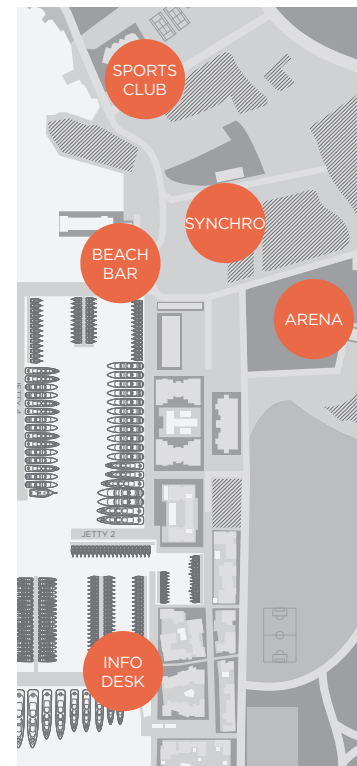 SPORTS
CLUB
SYNCHRO
BEACH
BAR
ARENA
JETTY 2
INFO
DESK